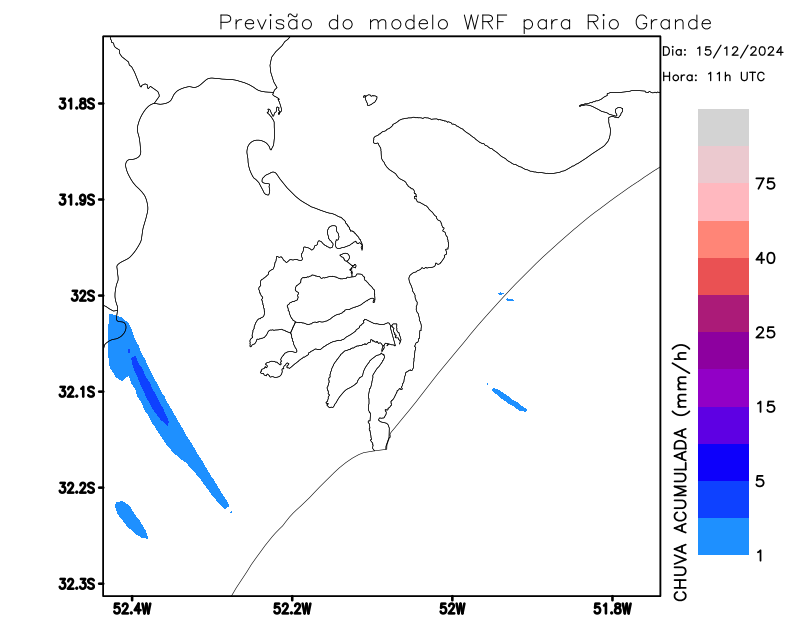 Previsão do modelo WRF para Rio Grande
Dia: 15/12/2024
Hora: 11h UTC
31.8S
31.9S
32S
32.1S
32.2S
32.3S
52.4W
52.2W
52W
51.8W
75
40
25
15
5
1
CHUVA ACUMULADA (mm/h)